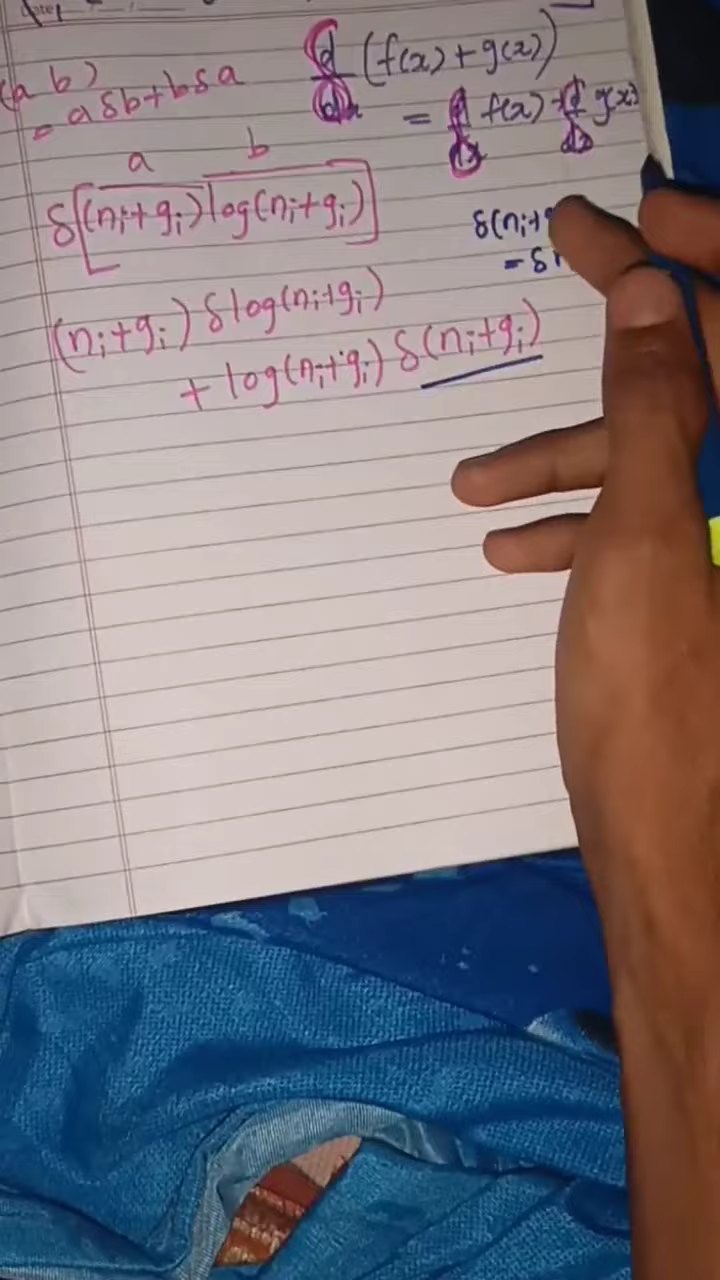 (a b)
= aδb+bδa
d/dx (f(x) + g(x))
= d/dx f(x) + d/dx g(x)
a b
δ[(nᵢ+gᵢ)log(nᵢ+gᵢ)]
δ(nᵢ+g
= δ
(nᵢ+gᵢ) δ log(nᵢ+gᵢ)
+ log(nᵢ+gᵢ) δ(nᵢ+gᵢ)